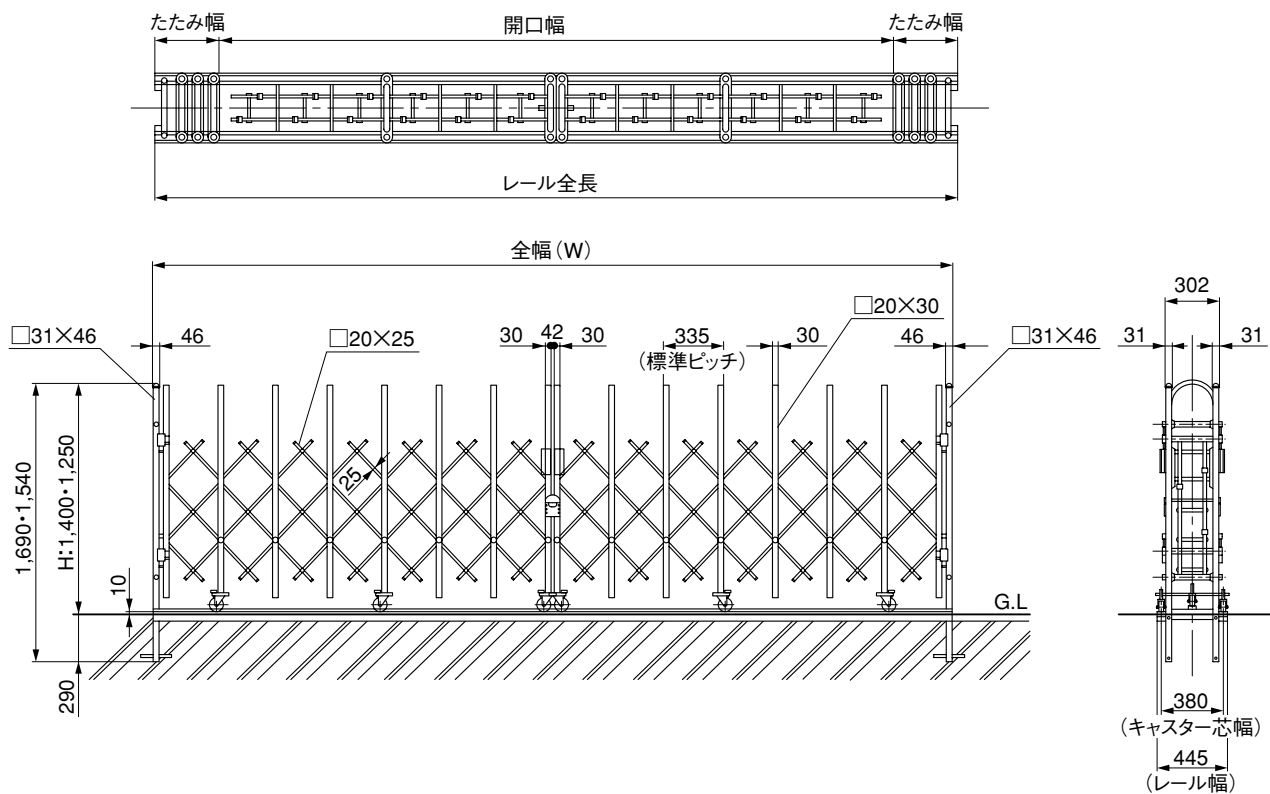 たたみ幅
開口幅
たたみ幅
レール全長
全幅（W）
□31×46
46
□20×25
30
42
30
335
（標準ピッチ）
□20×30
30
46
□31×46
302
31
31
1,690・1,540
H:1,400・1,250
25
10
G.L
290
380
（キャスター芯幅）
445
（レール幅）